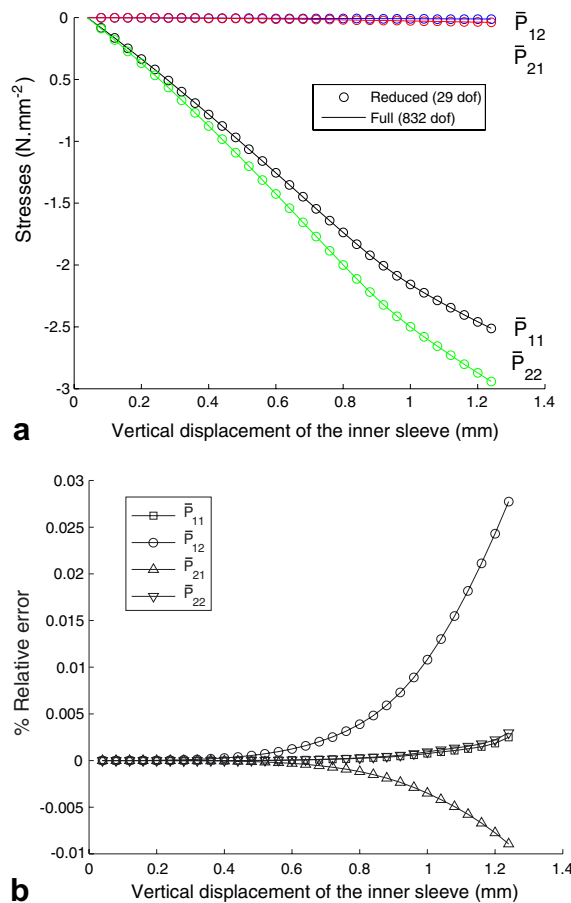 0
0.5
-1
-1.5
-2
-2.5
-3
Stresses (N.mm-2)
P̄12
P̄21
Reduced (29 dof)
Full (832 dof)
P̄11
P̄22
0 0.2 0.4 0.6 0.8 1 1.2 1.4
Vertical displacement of the inner sleeve (mm)
a
0.03
0.025
0.02
0.015
0.01
0.005
0
-0.005
-0.01
% Relative error
P̄11
P̄12
P̄21
P̄22
0 0.2 0.4 0.6 0.8 1 1.2 1.4
Vertical displacement of the inner sleeve (mm)
b